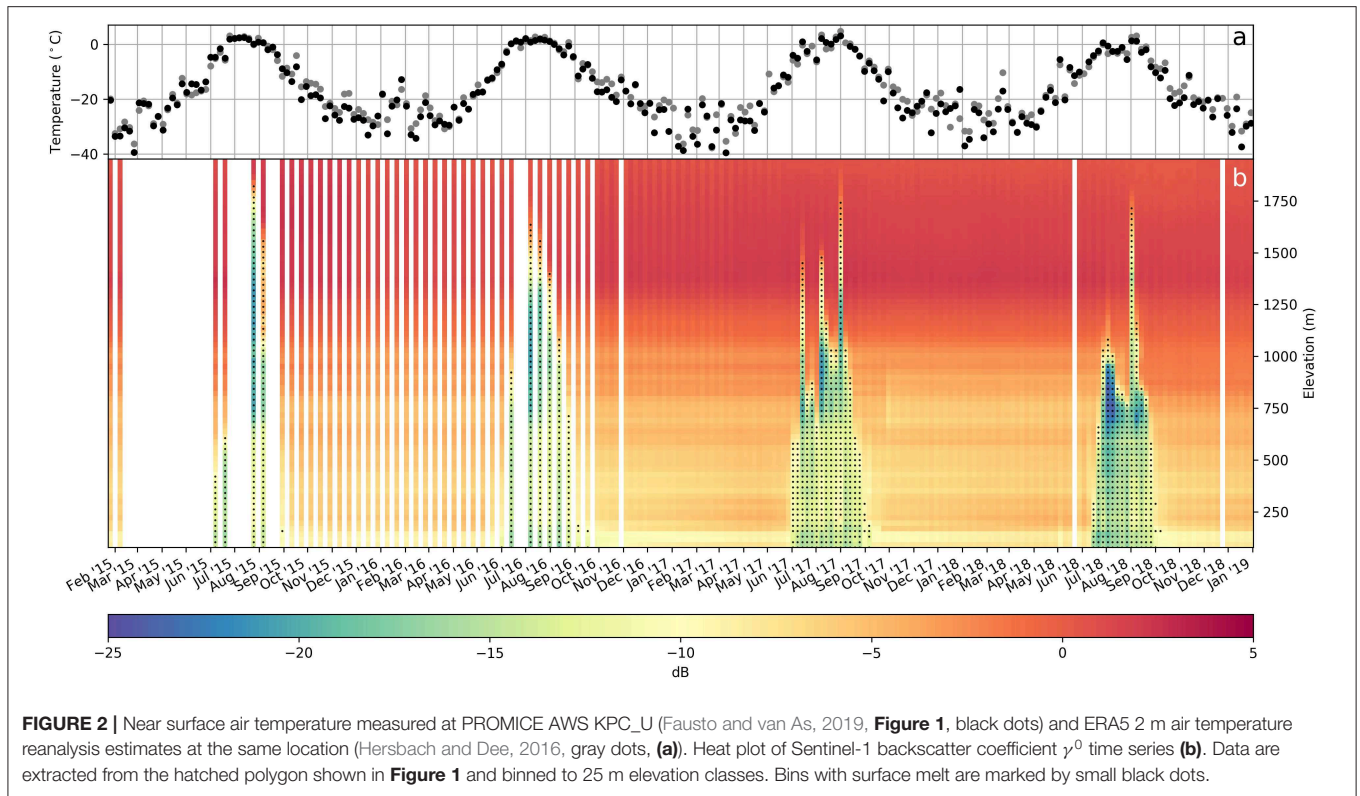 a
Temperature (°C)
0
−20
−40
b
1750
1500
1250
1000
750
500
250
Elevation (m)
Feb '15 Mar '15 Apr '15 May '15 Jun '15 Jul '15 Aug '15 Sep '15 Oct '15 Nov '15 Dec '15 Jan '16 Feb '16 Mar '16 Apr '16 May '16 Jun '16 Jul '16 Aug '16 Sep '16 Oct '16 Nov '16 Dec '16 Jan '17 Feb '17 Mar '17 Apr '17 May '17 Jun '17 Jul '17 Aug '17 Sep '17 Oct '17 Nov '17 Dec '17 Jan '18 Feb '18 Mar '18 Apr '18 May '18 Jun '18 Jul '18 Aug '18 Sep '18 Oct '18 Nov '18 Dec '18 Jan '19
−25 −20 −15 −10 −5 0 5
dB
FIGURE 2 | Near surface air temperature measured at PROMICE AWS KPC_U (Fausto and van As, 2019, Figure 1, black dots) and ERA5 2 m air temperature
reanalysis estimates at the same location (Hersbach and Dee, 2016, gray dots, (a)). Heat plot of Sentinel-1 backscatter coefficient γ⁰ time series (b). Data are
extracted from the hatched polygon shown in Figure 1 and binned to 25 m elevation classes. Bins with surface melt are marked by small black dots.